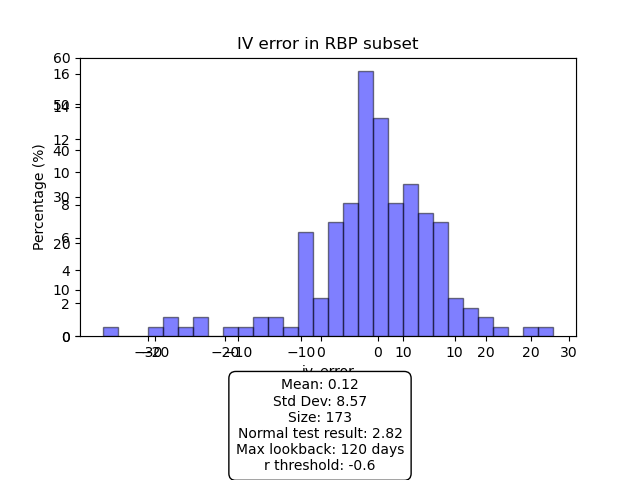 IV error in RBP subset
60
16
50
14
12
40
10
30
8
6
20
4
10
2
0
0
Percentage (%)
−30 −20 −20 −10 −10 0 0 10 10 20 20 30
Mean: 0.12
Std Dev: 8.57
Size: 173
Normal test result: 2.82
Max lookback: 120 days
r threshold: -0.6